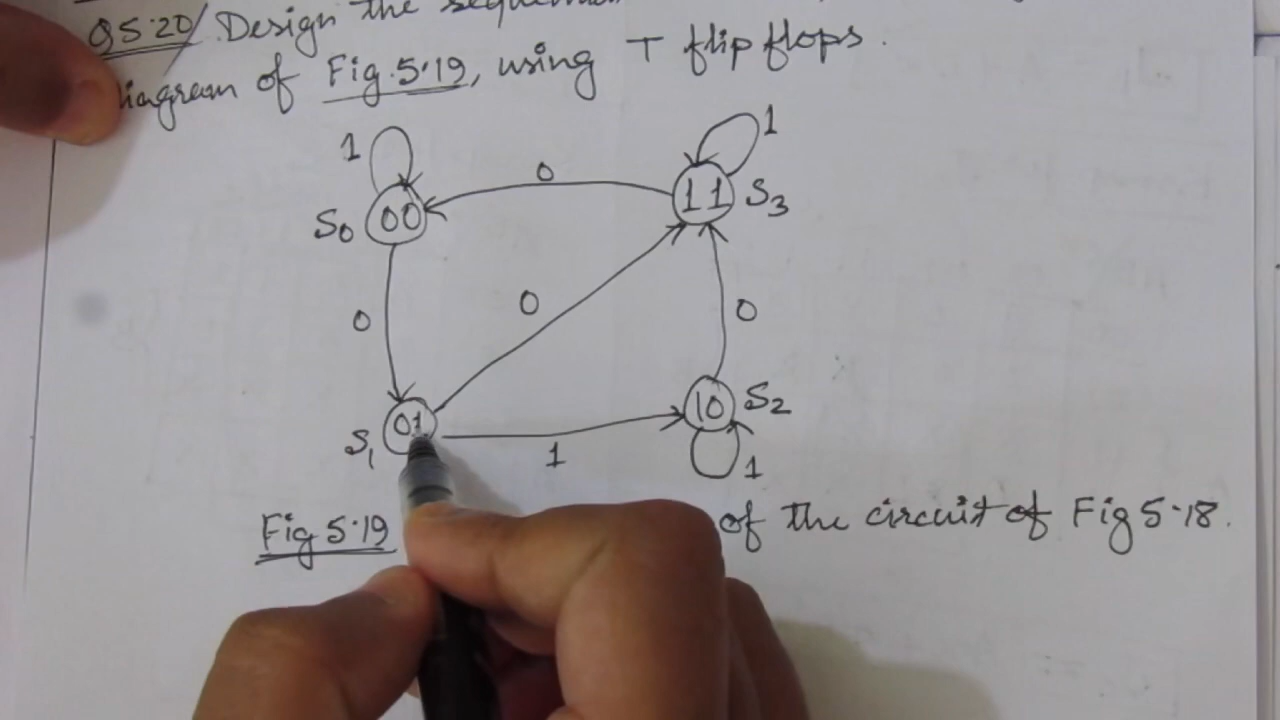 Q5.20/ Design the
diagram of Fig.5.19, using T flip flops.
1
1
0
S0 00
11 S3
0
0
0
S1 01
10 S2
1
1
Fig 5.19 of the circuit of Fig 5.18.